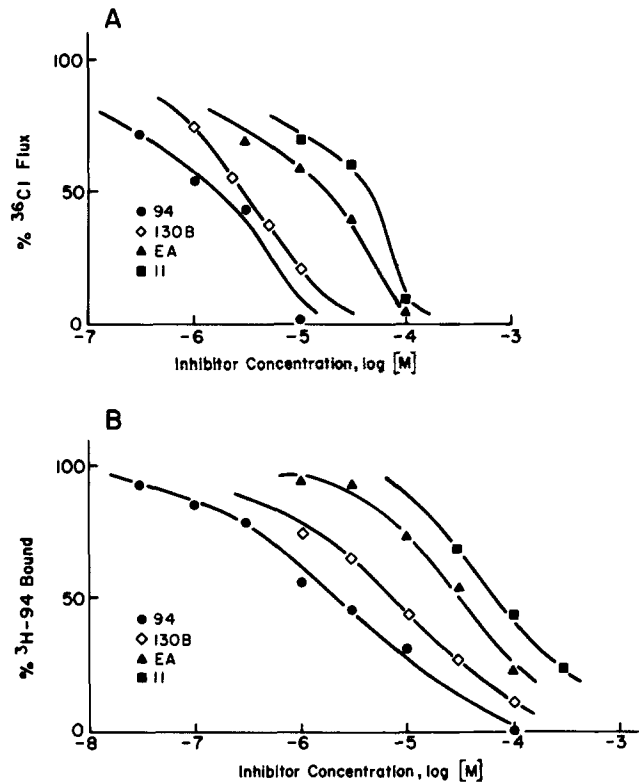 A
100
50
0
% ³⁶Cl Flux
94
130B
EA
11
-7 -6 -5 -4 -3
Inhibitor Concentration, log [M]
B
100
50
0
% ³H-94 Bound
94
130B
EA
11
-8 -7 -6 -5 -4 -3
Inhibitor Concentration, log [M]